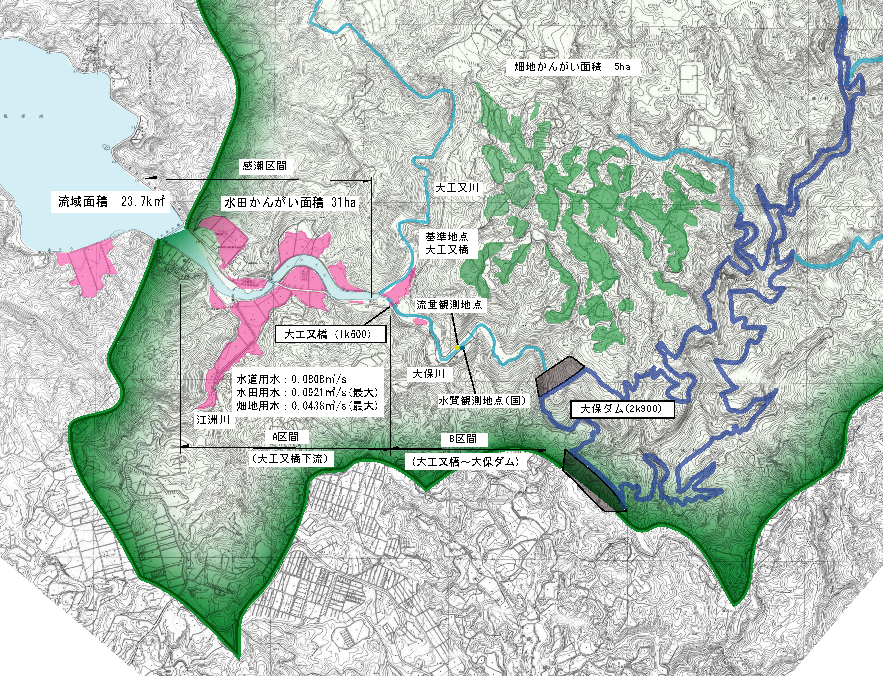 畑地かんがい面積　5ha
感潮区間
流域面積　23.7k㎡
水田かんがい面積 31ha
大工又川
基準地点
大工又橋
流量観測地点
大工又橋 (1k600)
大保川
水質観測地点(国)
大保ダム(2k900)
水道用水：0.0808㎥/s
水田用水：0.0921㎥/s(最大)
畑地用水：0.0438㎥/s(最大)
江洲川
A区間
(大工又橋下流)
B区間
(大工又橋～大保ダム)